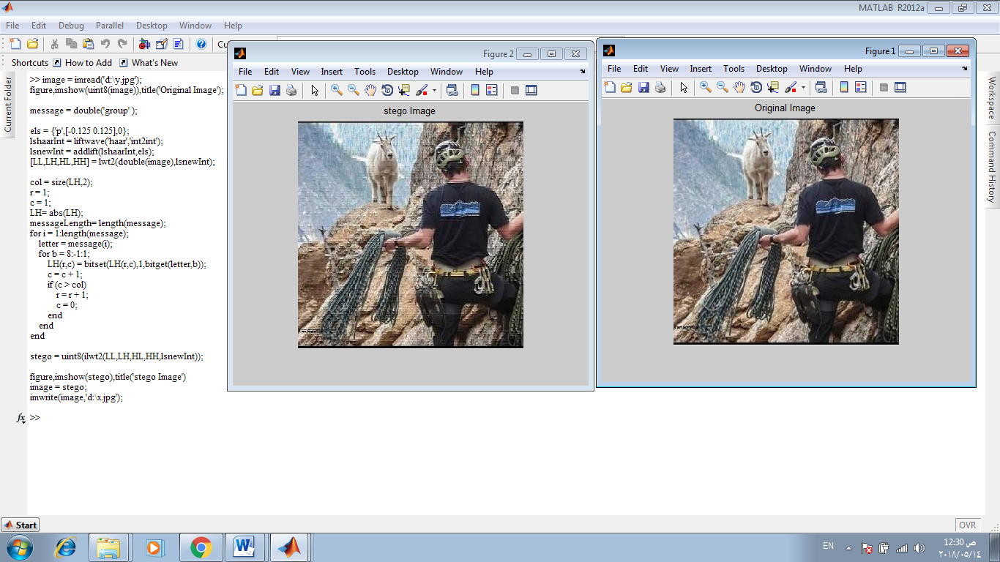 MATLAB R2012a
File Edit Debug Parallel Desktop Window Help
Cu
Shortcuts How to Add What's New
Current Folder
>> image = imread('d:\y.jpg');
figure,imshow(uint8(image)),title('Original Image');
message = double('group' );
els = {'p',[-0.125 0.125],0};
lshaarInt = liftwave('haar','int2int');
lsnewInt = addlift(lshaarInt,els);
[LL,LH,HL,HH] = lwt2(double(image),lsnewInt);
col = size(LH,2);
r = 1;
c = 1;
LH= abs(LH);
messageLength= length(message);
for i = 1:length(message);
letter = message(i);
for b = 8:-1:1;
LH(r,c) = bitset(LH(r,c),1,bitget(letter,b));
c = c + 1;
if (c > col)
r = r + 1;
c = 0;
end
end
end
stego = uint8(ilwt2(LL,LH,HL,HH,lsnewInt));
figure,imshow(stego),title('stego Image')
image = stego;
imwrite(image,'d:\x.jpg');
fx >>
Figure 2
File Edit View Insert Tools Desktop Window Help
stego Image
Figure 1
File Edit View Insert Tools Desktop Window Help
Original Image
Workspace
Command History
Start
OVR
EN
12:30 ص
٢٠١٨/٠٥/١٤